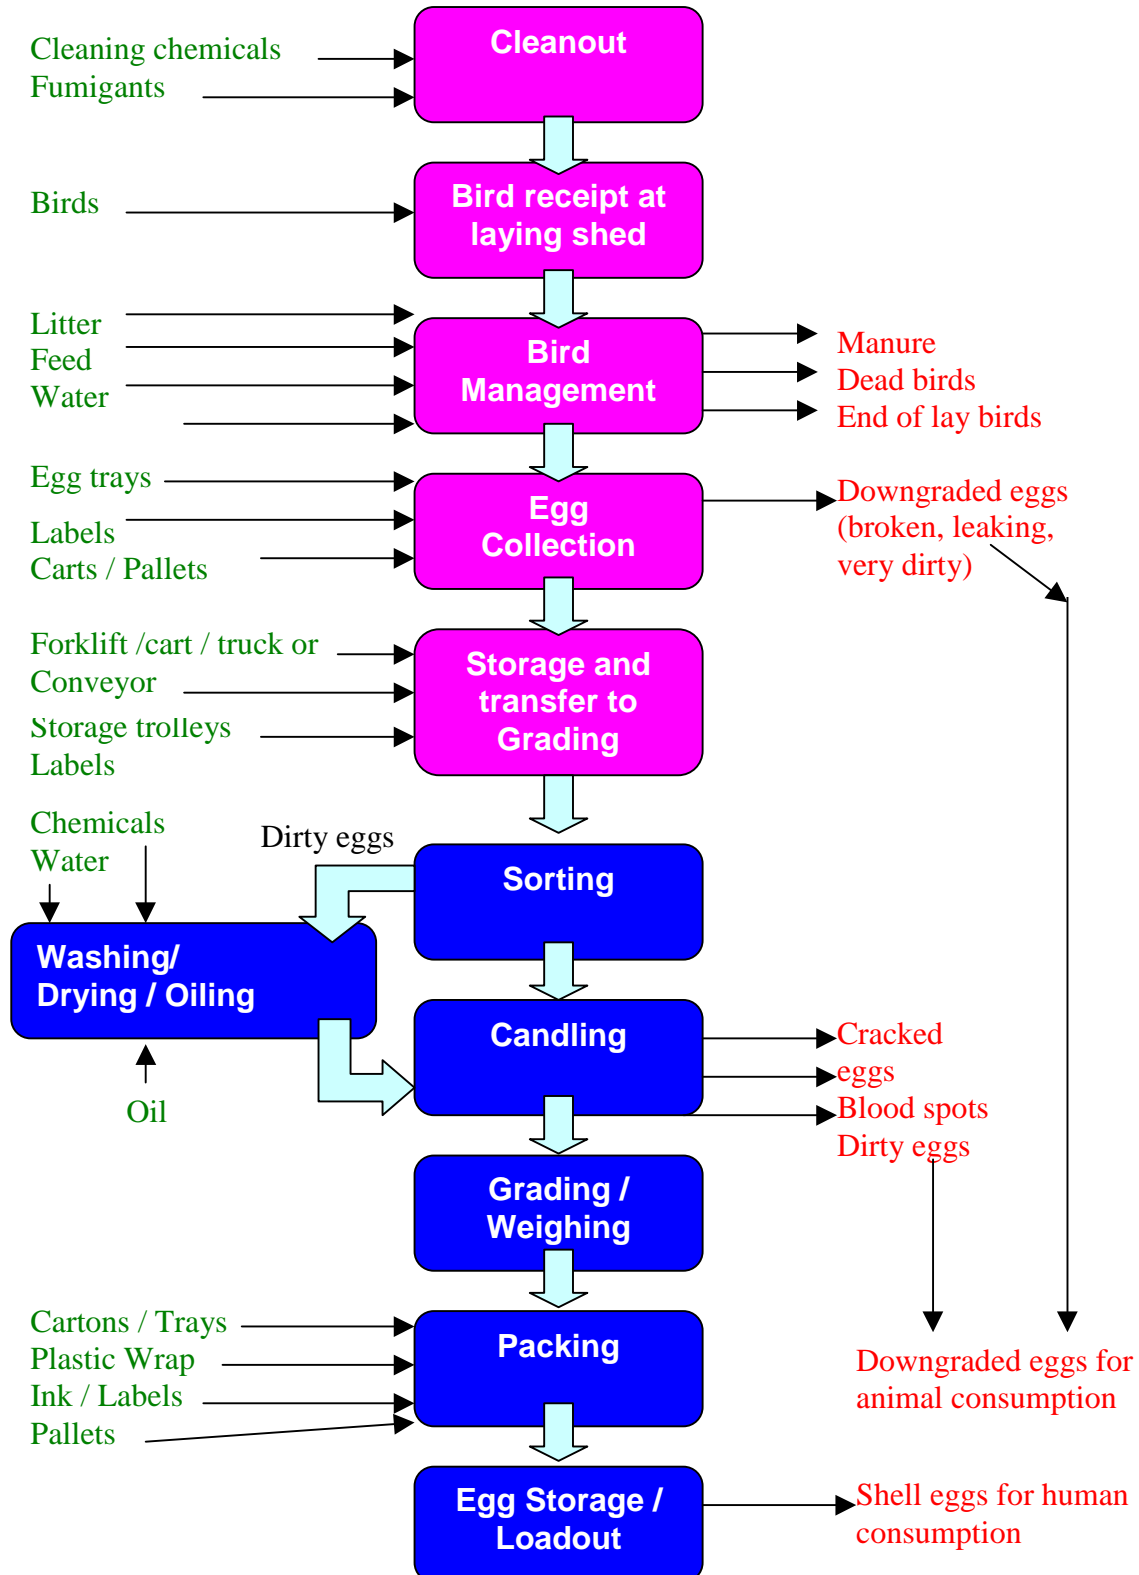 Cleanout
Cleaning chemicals
Fumigants
Bird receipt at
laying shed
Birds
Litter
Feed
Water
Bird
Management
Manure
Dead birds
End of lay birds
Egg trays
Labels
Carts / Pallets
Egg
Collection
Downgraded eggs
(broken, leaking,
very dirty)
Forklift /cart / truck or
Conveyor
Storage trolleys
Labels
Storage and
transfer to
Grading
Chemicals
Water
Dirty eggs
Sorting
Washing/
Drying / Oiling
Oil
Candling
Cracked
eggs
Blood spots
Dirty eggs
Grading /
Weighing
Cartons / Trays
Plastic Wrap
Ink / Labels
Pallets
Packing
Downgraded eggs for
animal consumption
Egg Storage /
Loadout
Shell eggs for human
consumption